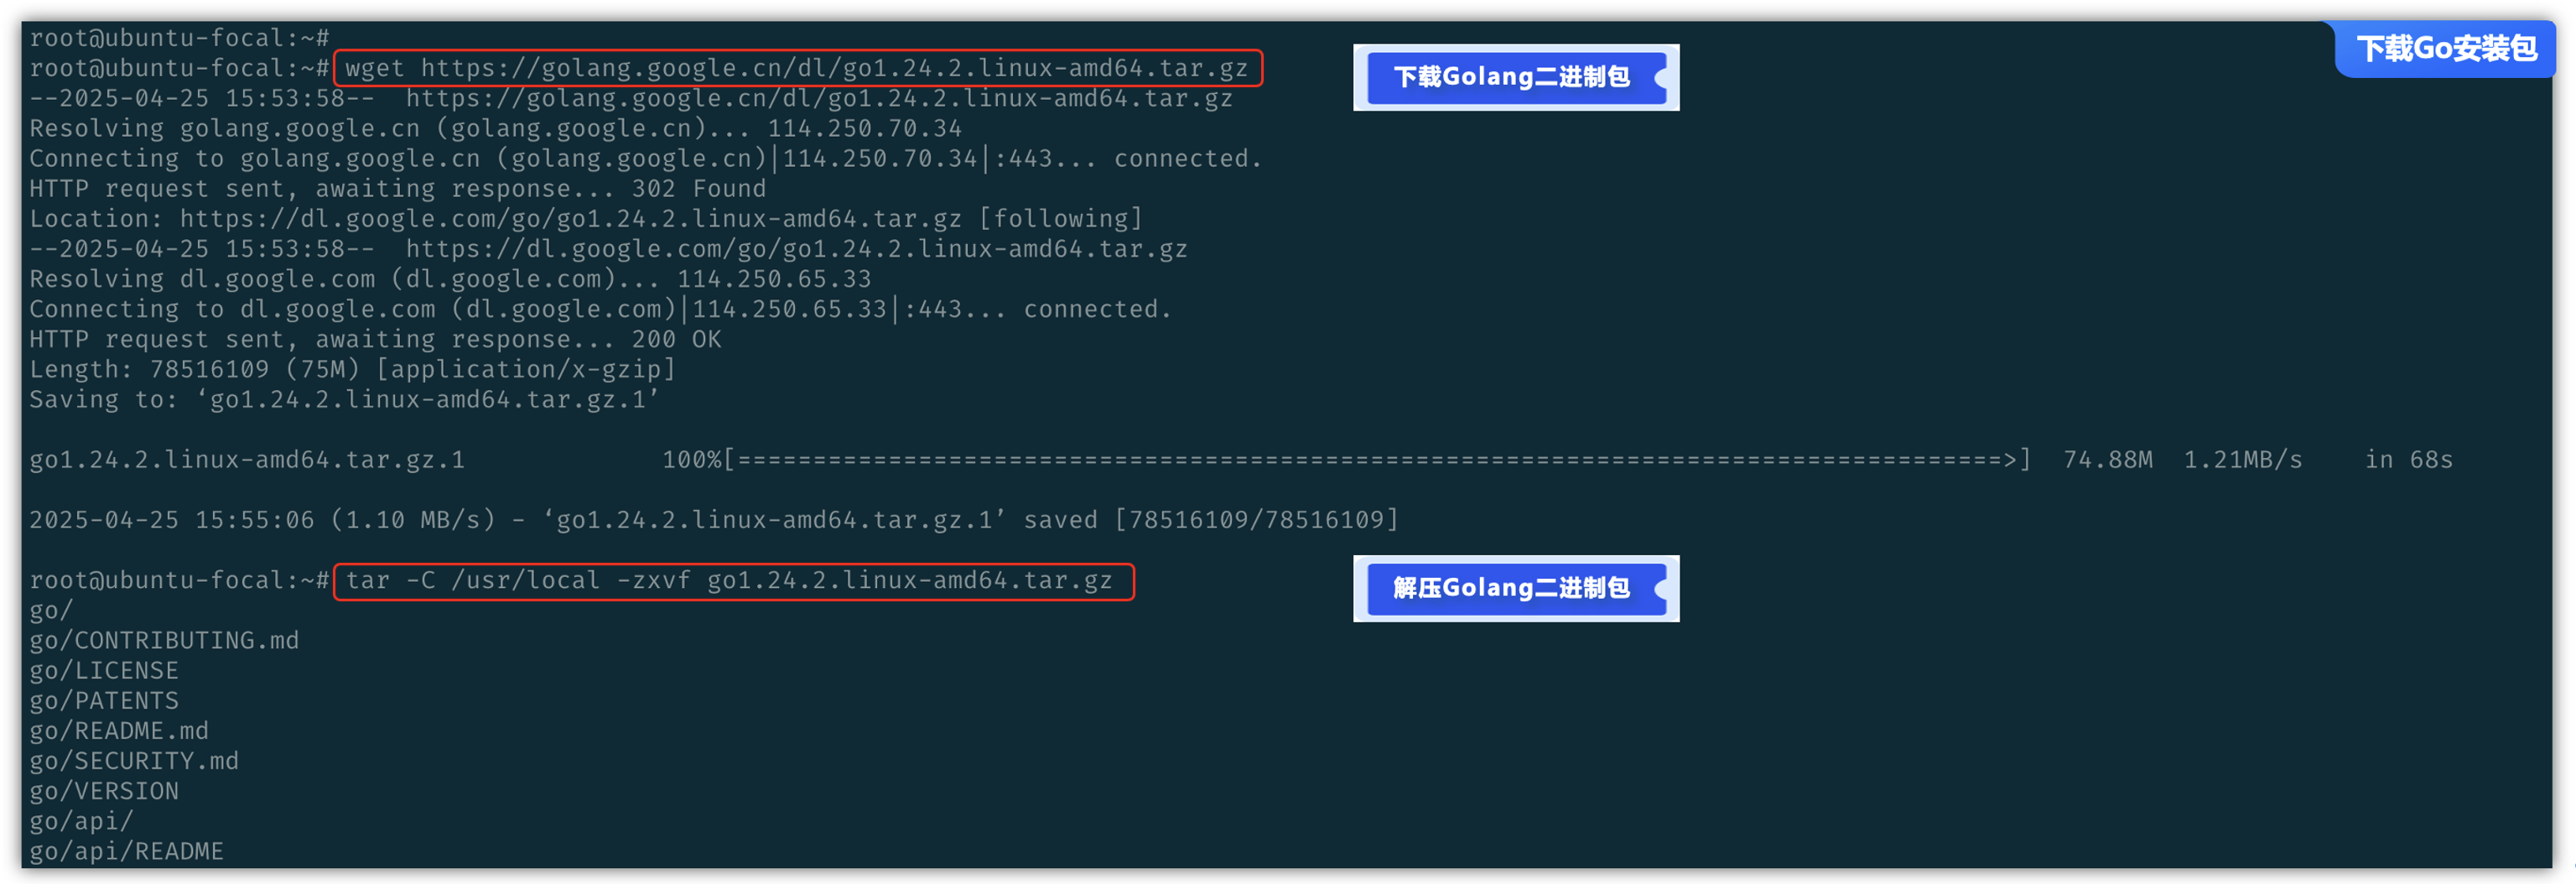 下载Go安装包
root@ubuntu-focal:~#
root@ubuntu-focal:~# wget https://golang.google.cn/dl/go1.24.2.linux-amd64.tar.gz
下载Golang二进制包
--2025-04-25 15:53:58--  https://golang.google.cn/dl/go1.24.2.linux-amd64.tar.gz
Resolving golang.google.cn (golang.google.cn)... 114.250.70.34
Connecting to golang.google.cn (golang.google.cn)|114.250.70.34|:443... connected.
HTTP request sent, awaiting response... 302 Found
Location: https://dl.google.com/go/go1.24.2.linux-amd64.tar.gz [following]
--2025-04-25 15:53:58--  https://dl.google.com/go/go1.24.2.linux-amd64.tar.gz
Resolving dl.google.com (dl.google.com)... 114.250.65.33
Connecting to dl.google.com (dl.google.com)|114.250.65.33|:443... connected.
HTTP request sent, awaiting response... 200 OK
Length: 78516109 (75M) [application/x-gzip]
Saving to: ‘go1.24.2.linux-amd64.tar.gz.1’
go1.24.2.linux-amd64.tar.gz.1             100%[====================================================================================>]  74.88M  1.21MB/s    in 68s
2025-04-25 15:55:06 (1.10 MB/s) - ‘go1.24.2.linux-amd64.tar.gz.1’ saved [78516109/78516109]
root@ubuntu-focal:~# tar -C /usr/local -zxvf go1.24.2.linux-amd64.tar.gz
解压Golang二进制包
go/
go/CONTRIBUTING.md
go/LICENSE
go/PATENTS
go/README.md
go/SECURITY.md
go/VERSION
go/api/
go/api/README